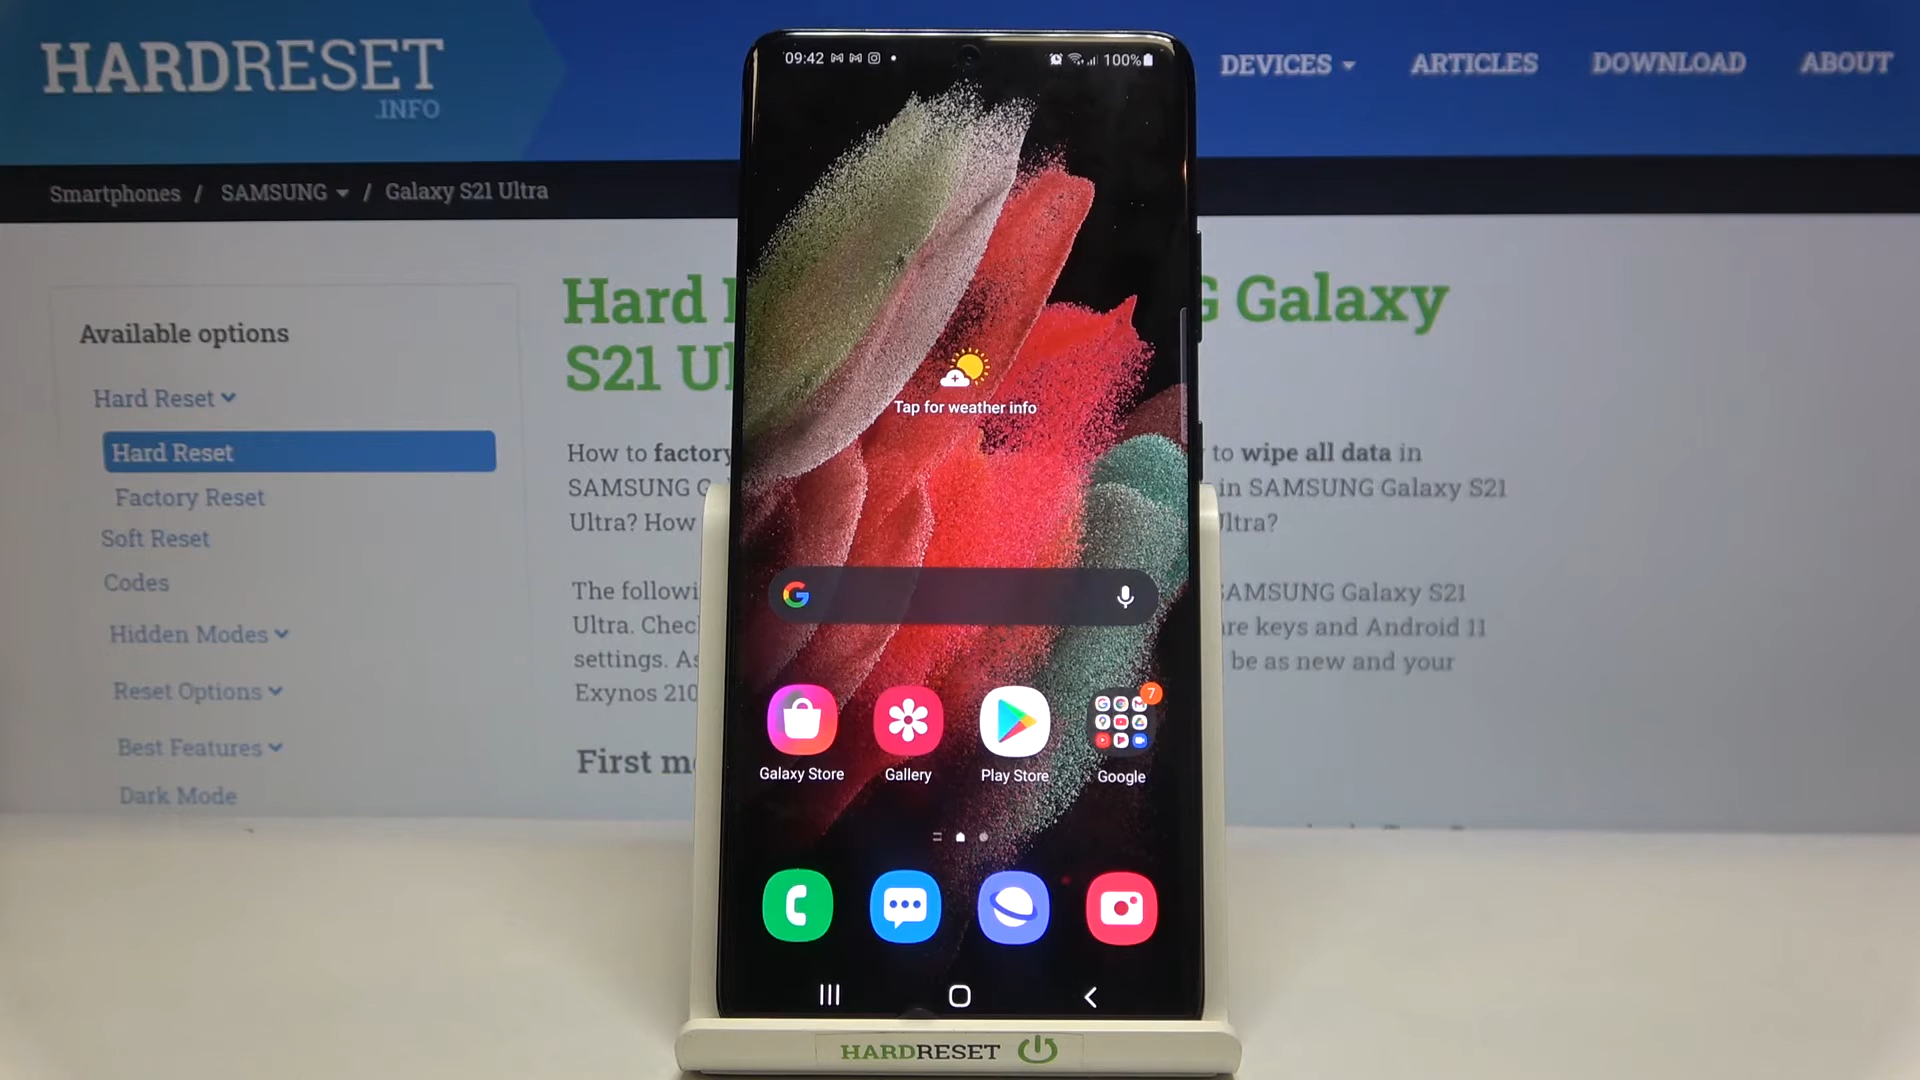 HARDRESET
.INFO
DEVICES
ARTICLES
DOWNLOAD
ABOUT
Smartphones / SAMSUNG / Galaxy S21 Ultra
Available options
Hard Reset
Hard Reset
Factory Reset
Soft Reset
Codes
Hidden Modes
Reset Options
Best Features
Dark Mode
Hard G Galaxy
S21 Ul
How to factory to wipe all data in
SAMSUNG G in SAMSUNG Galaxy S21
Ultra? How Ultra?
The followi SAMSUNG Galaxy S21
Ultra. Chec re keys and Android 11
settings. As be as new and your
Exynos 210
First m
09:42
100%
Tap for weather info
7
Galaxy Store
Gallery
Play Store
Google
HARDRESET